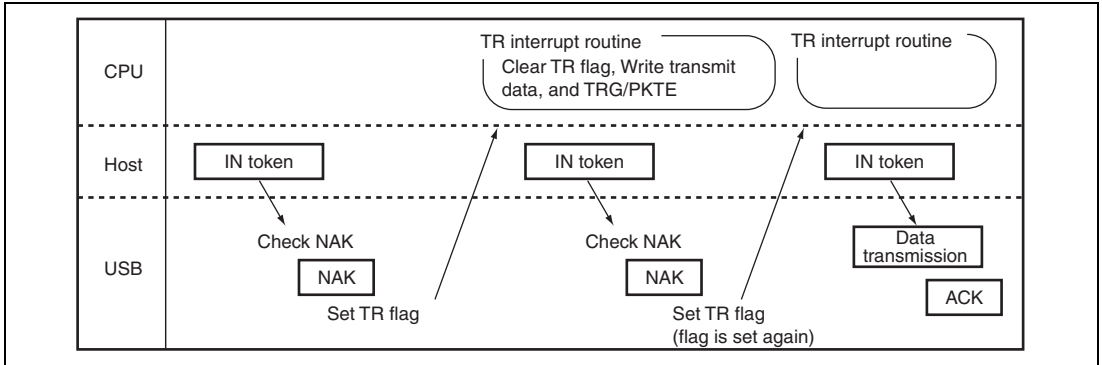 CPU
TR interrupt routine
Clear TR flag, Write transmit
data, and TRG/PKTE
TR interrupt routine
Host
IN token
IN token
IN token
USB
Check NAK
NAK
Set TR flag
Check NAK
NAK
Set TR flag
(flag is set again)
Data
transmission
ACK